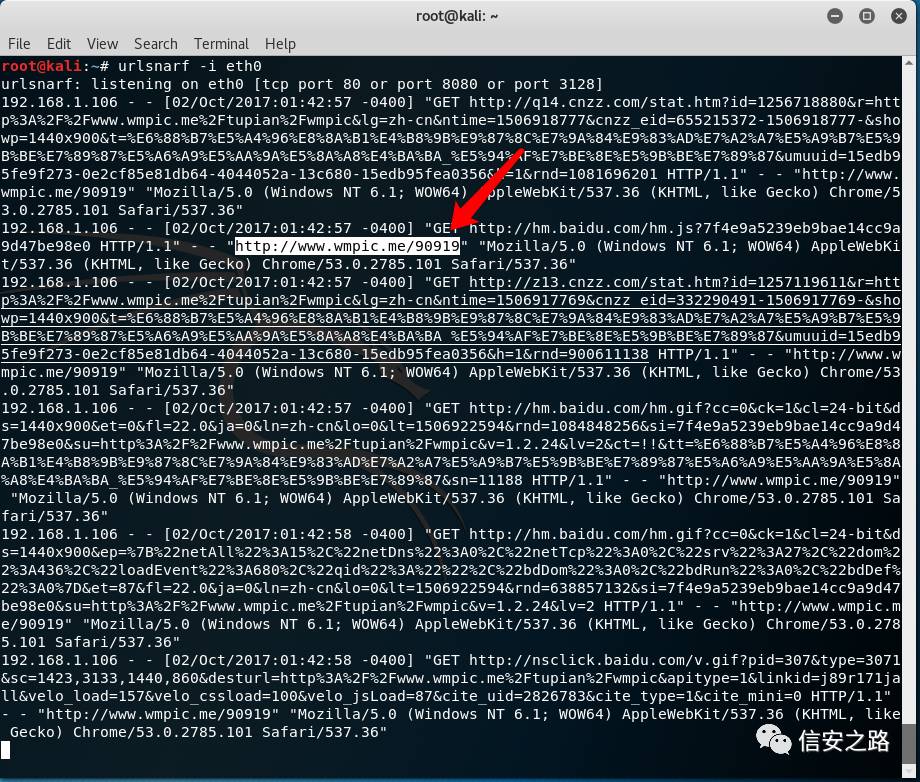 root@kali: ~
File Edit View Search Terminal Help
root@kali:~# urlsnarf -i eth0
urlsnarf: listening on eth0 [tcp port 80 or port 8080 or port 3128]
192.168.1.106 - - [02/Oct/2017:01:42:57 -0400] "GET http://q14.cnzz.com/stat.htm?id=1256718880&r=htt
p%3A%2F%2Fwww.wmpic.me%2Ftupian%2Fwmpic&lg=zh-cn&ntime=1506918777&cnzz_eid=655215372-1506918777-&sho
wp=1440x900&t=%E6%88%B7%E5%A4%96%E8%8A%B1%E4%B8%9B%E9%87%8C%E7%9A%84%E9%83%AD%E7%A2%A7%E5%A9%B7%E5%9
B%BE%E7%89%87%E5%A6%A9%E5%AA%9A%E5%8A%A8%E4%BA%BA_%E5%94%AF%E7%BE%8E%E5%9B%BE%E7%89%87&umuuid=15edb9
5fe9f273-0e2cf85e81db64-4044052a-13c680-15edb95fea0356&h=1&rnd=1081696201 HTTP/1.1" - - "http://www.
wmpic.me/90919" "Mozilla/5.0 (Windows NT 6.1; WOW64) AppleWebKit/537.36 (KHTML, like Gecko) Chrome/5
3.0.2785.101 Safari/537.36"
192.168.1.106 - - [02/Oct/2017:01:42:57 -0400] "GET http://hm.baidu.com/hm.js?7f4e9a5239eb9bae14cc9a
9d47be98e0 HTTP/1.1" - - "http://www.wmpic.me/90919" "Mozilla/5.0 (Windows NT 6.1; WOW64) AppleWebKi
t/537.36 (KHTML, like Gecko) Chrome/53.0.2785.101 Safari/537.36"
192.168.1.106 - - [02/Oct/2017:01:42:57 -0400] "GET http://z13.cnzz.com/stat.htm?id=1257119611&r=htt
p%3A%2F%2Fwww.wmpic.me%2Ftupian%2Fwmpic&lg=zh-cn&ntime=1506917769&cnzz_eid=332290491-1506917769-&sho
wp=1440x900&t=%E6%88%B7%E5%A4%96%E8%8A%B1%E4%B8%9B%E9%87%8C%E7%9A%84%E9%83%AD%E7%A2%A7%E5%A9%B7%E5%9
B%BE%E7%89%87%E5%A6%A9%E5%AA%9A%E5%8A%A8%E4%BA%BA_%E5%94%AF%E7%BE%8E%E5%9B%BE%E7%89%87&umuuid=15edb9
5fe9f273-0e2cf85e81db64-4044052a-13c680-15edb95fea0356&h=1&rnd=900611138 HTTP/1.1" - - "http://www.w
mpic.me/90919" "Mozilla/5.0 (Windows NT 6.1; WOW64) AppleWebKit/537.36 (KHTML, like Gecko) Chrome/53
.0.2785.101 Safari/537.36"
192.168.1.106 - - [02/Oct/2017:01:42:57 -0400] "GET http://hm.baidu.com/hm.gif?cc=0&ck=1&cl=24-bit&d
s=1440x900&et=0&fl=22.0&ja=0&ln=zh-cn&lo=0&lt=1506922594&rnd=1084848256&si=7f4e9a5239eb9bae14cc9a9d4
7be98e0&su=http%3A%2F%2Fwww.wmpic.me%2Ftupian%2Fwmpic&v=1.2.24&lv=2&ct=!!&tt=%E6%88%B7%E5%A4%96%E8%8
A%B1%E4%B8%9B%E9%87%8C%E7%9A%84%E9%83%AD%E7%A2%A7%E5%A9%B7%E5%9B%BE%E7%89%87%E5%A6%A9%E5%AA%9A%E5%8A
%A8%E4%BA%BA_%E5%94%AF%E7%BE%8E%E5%9B%BE%E7%89%87&sn=11188 HTTP/1.1" - - "http://www.wmpic.me/90919"
"Mozilla/5.0 (Windows NT 6.1; WOW64) AppleWebKit/537.36 (KHTML, like Gecko) Chrome/53.0.2785.101 Sa
fari/537.36"
192.168.1.106 - - [02/Oct/2017:01:42:58 -0400] "GET http://hm.baidu.com/hm.gif?cc=0&ck=1&cl=24-bit&d
s=1440x900&ep=%7B%22netAll%22%3A15%2C%22netDns%22%3A0%2C%22netTcp%22%3A0%2C%22srv%22%3A27%2C%22dom%2
2%3A436%2C%22loadEvent%22%3A680%2C%22qid%22%3A%22%22%2C%22bdDom%22%3A0%2C%22bdRun%22%3A0%2C%22bdDef%
22%3A0%7D&et=87&fl=22.0&ja=0&ln=zh-cn&lo=0&lt=1506922594&rnd=638857132&si=7f4e9a5239eb9bae14cc9a9d47
be98e0&su=http%3A%2F%2Fwww.wmpic.me%2Ftupian%2Fwmpic&v=1.2.24&lv=2 HTTP/1.1" - - "http://www.wmpic.m
e/90919" "Mozilla/5.0 (Windows NT 6.1; WOW64) AppleWebKit/537.36 (KHTML, like Gecko) Chrome/53.0.278
5.101 Safari/537.36"
192.168.1.106 - - [02/Oct/2017:01:42:58 -0400] "GET http://nsclick.baidu.com/v.gif?pid=307&type=3071
&sc=1423,3133,1440,860&desturl=http%3A%2F%2Fwww.wmpic.me%2Ftupian%2Fwmpic&apitype=1&linkid=j89r171ja
ll&velo_load=157&velo_cssload=100&velo_jsLoad=87&cite_uid=2826783&cite_type=1&cite_mini=0 HTTP/1.1"
- - "http://www.wmpic.me/90919" "Mozilla/5.0 (Windows NT 6.1; WOW64) AppleWebKit/537.36 (KHTML, like
Gecko) Chrome/53.0.2785.101 Safari/537.36"
信安之路